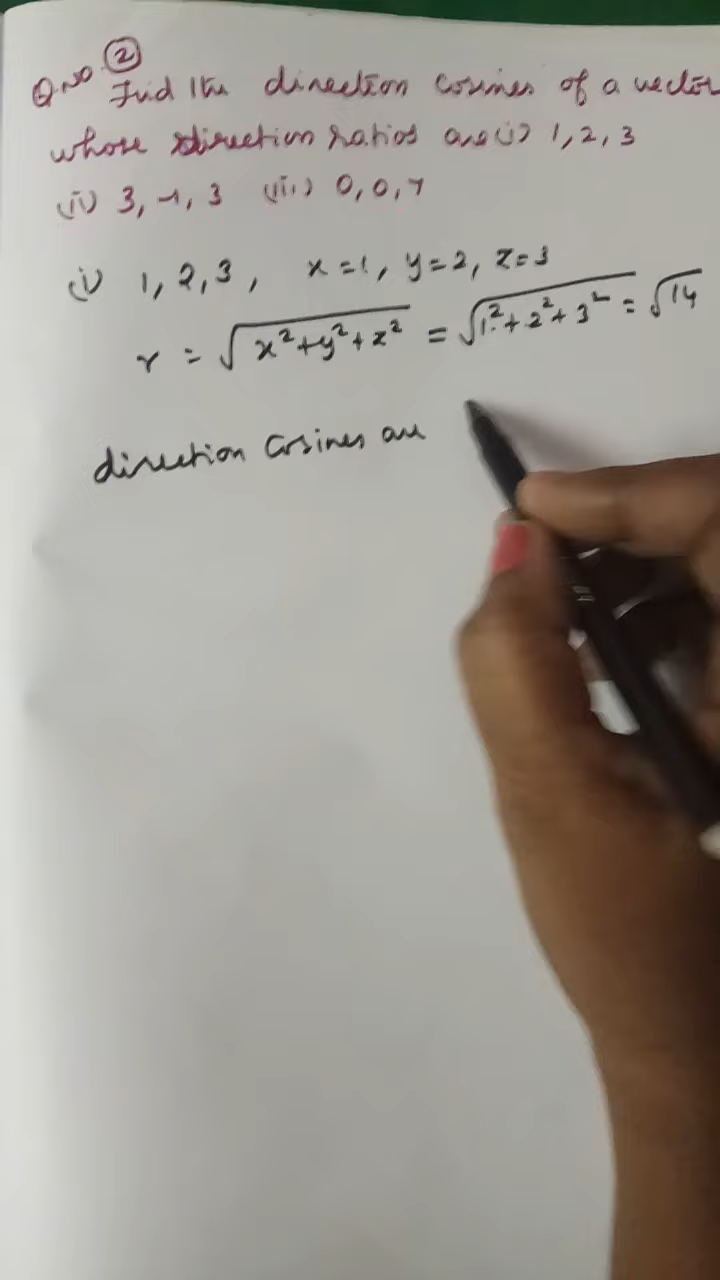 Q.NO. ②
Find the direction cosines of a vector
whose direction ratios are (i) 1, 2, 3
(ii) 3, -1, 3 (iii) 0, 0, 7
(i) 1, 2, 3, x = 1, y = 2, z = 3
r = √x²+y²+z² = √1²+2²+3² = √14
direction cosines are